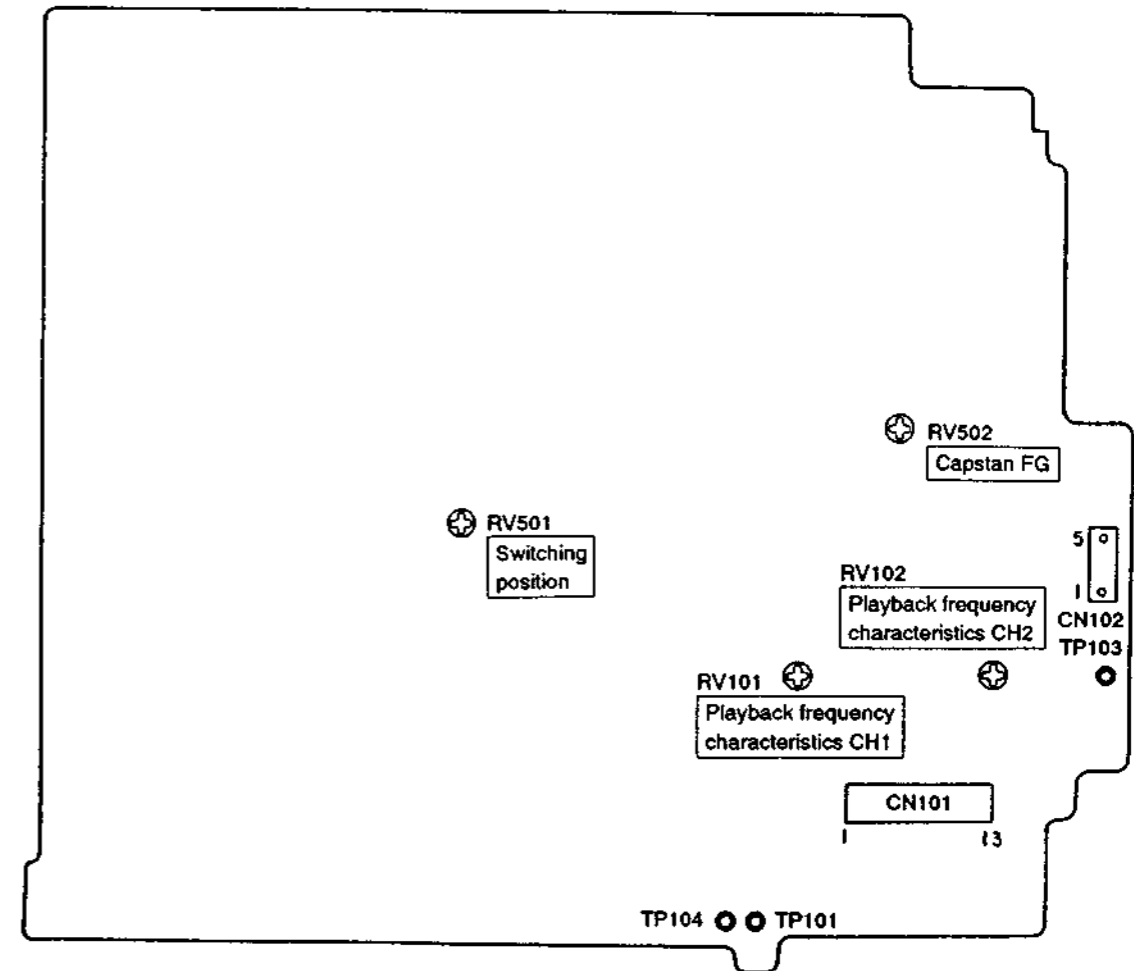 RV502
Capstan FG
RV501
Switching
position
5
1
CN102
RV102
Playback frequency
characteristics CH2
TP103
RV101
Playback frequency
characteristics CH1
CN101
1 13
TP104 TP101